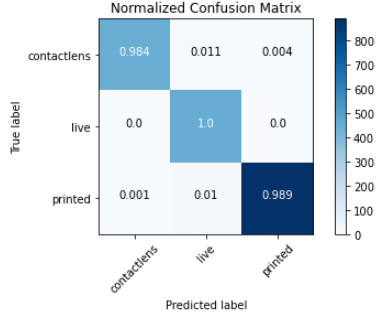 Normalized Confusion Matrix
True label
contactlens 0.984 0.011 0.004
live 0.0 1.0 0.0
printed 0.001 0.01 0.989
contactlens live printed
Predicted label
800
700
600
500
400
300
200
100
0